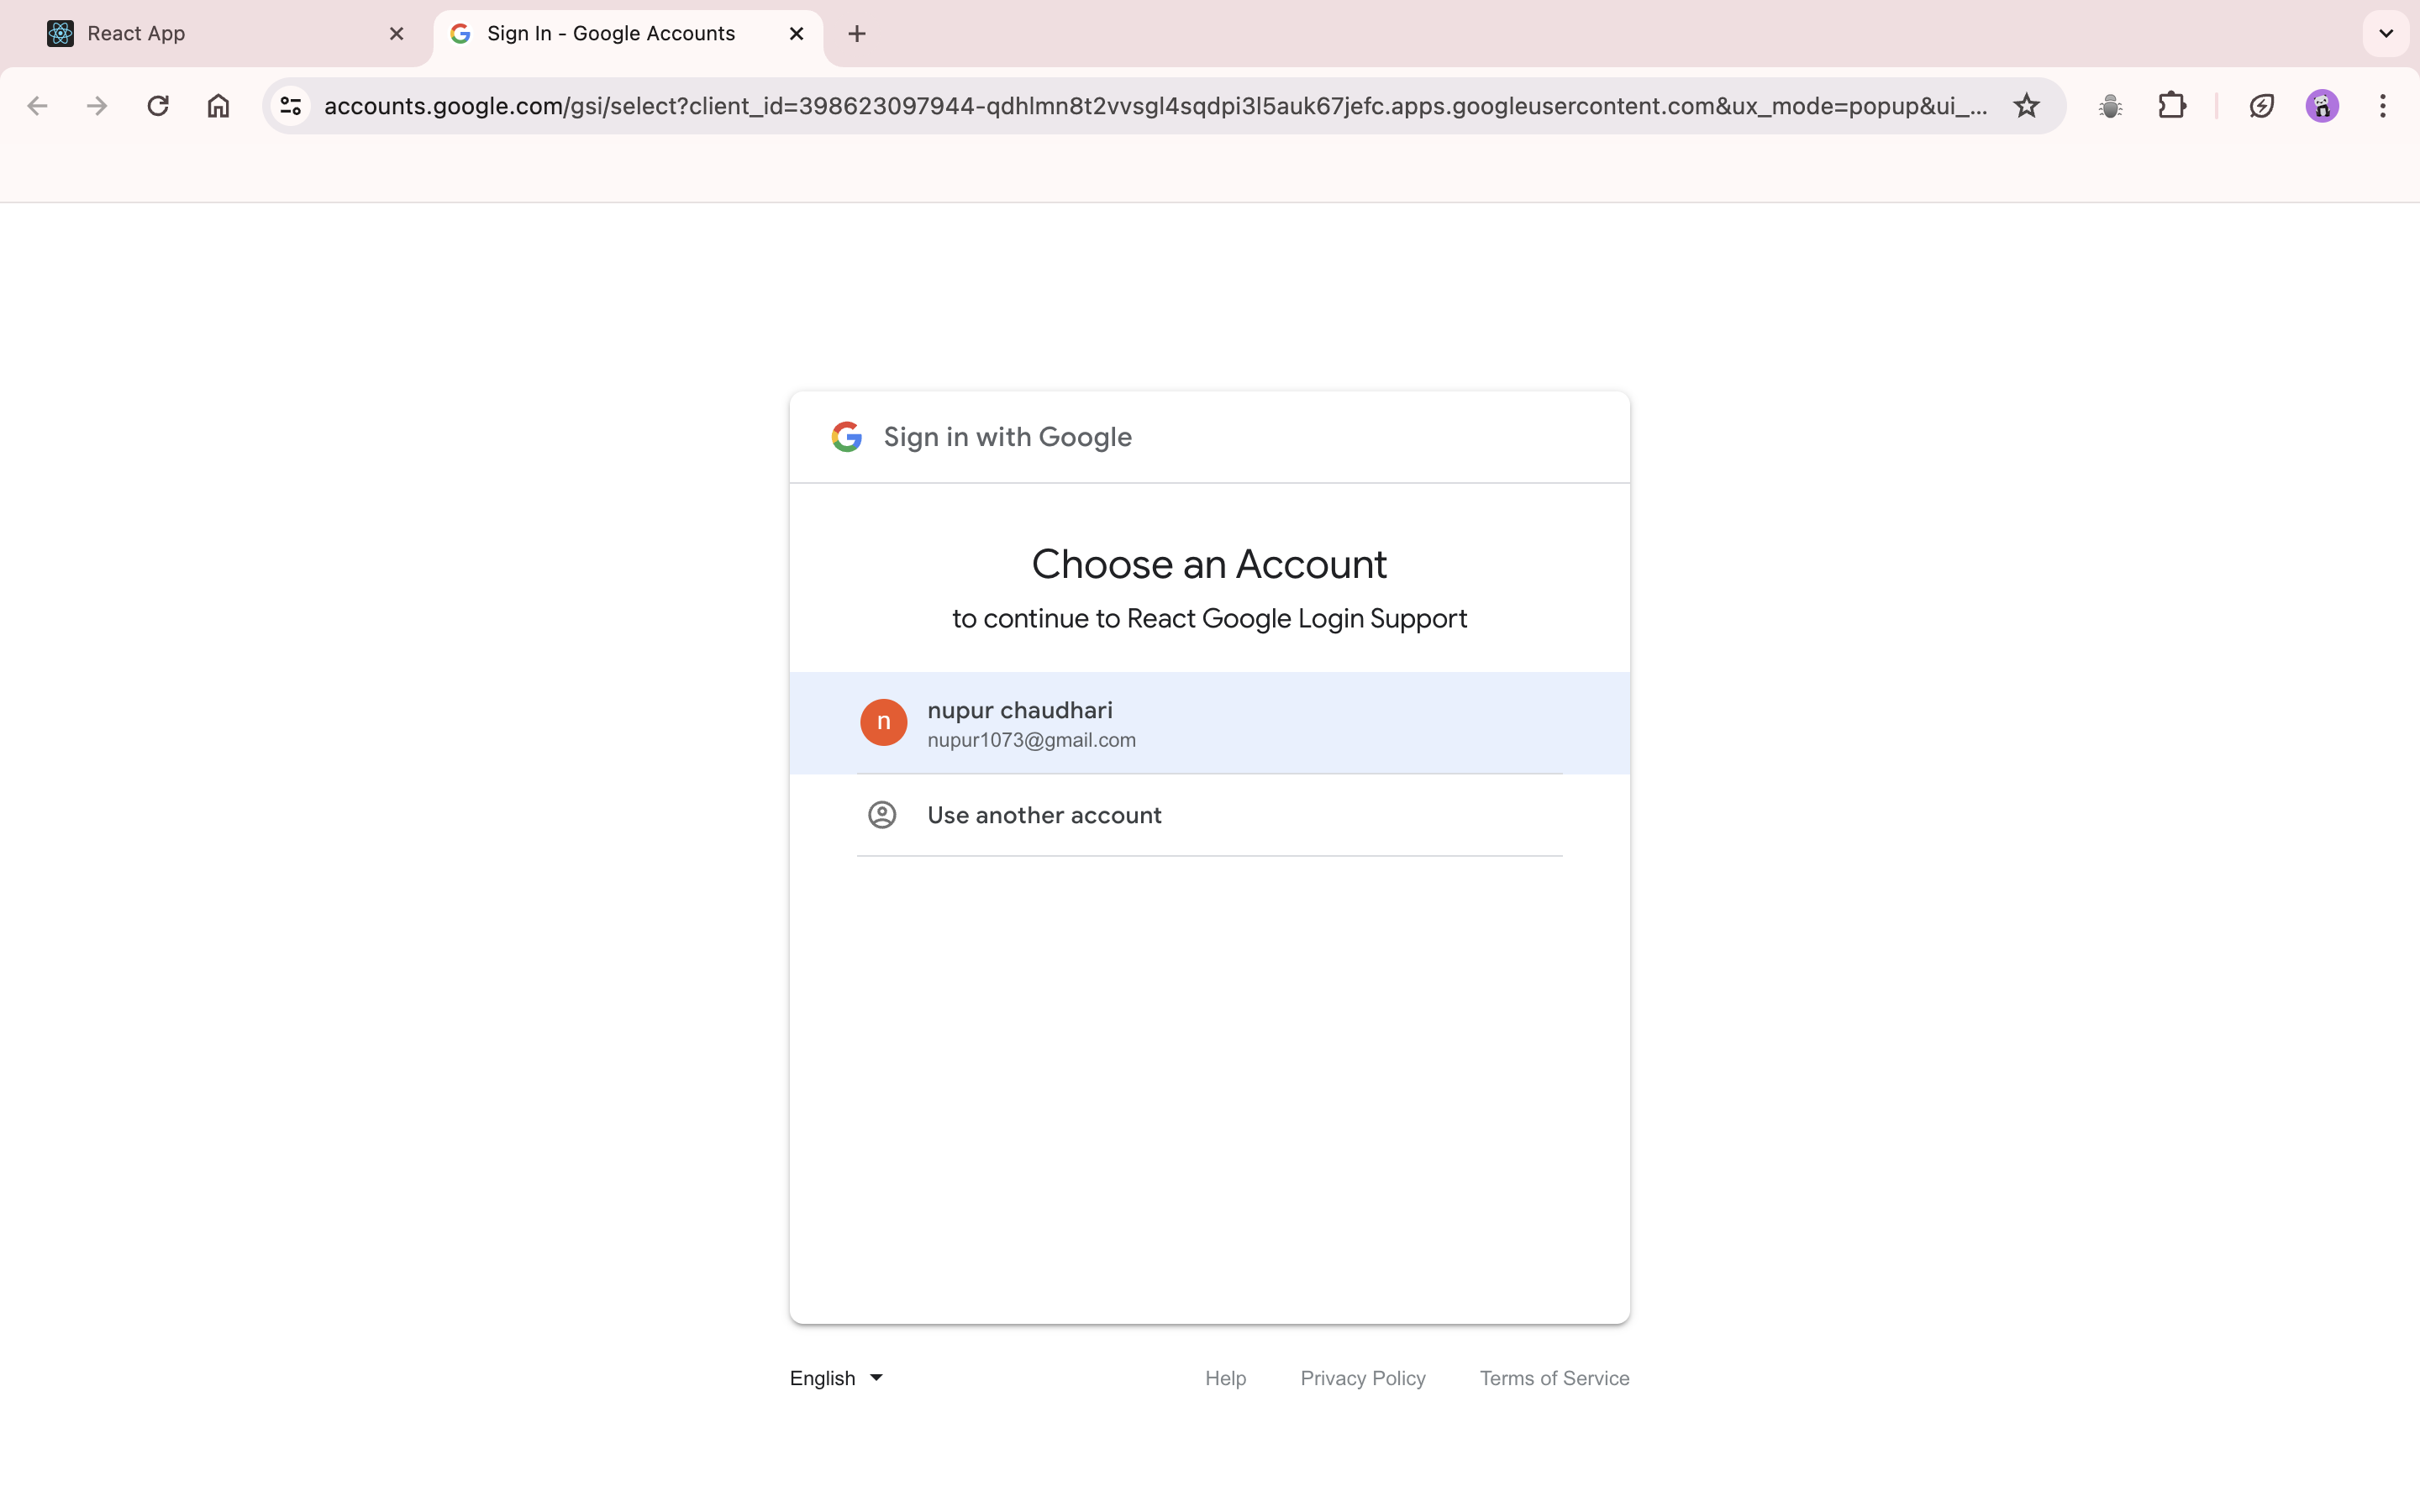 React App
Sign In - Google Accounts
accounts.google.com/gsi/select?client_id=398623097944-qdhlmn8t2vvsgl4sqdpi3l5auk67jefc.apps.googleusercontent.com&ux_mode=popup&ui_...
Sign in with Google
Choose an Account
to continue to React Google Login Support
n
nupur chaudhari
nupur1073@gmail.com
Use another account
English
Help
Privacy Policy
Terms of Service